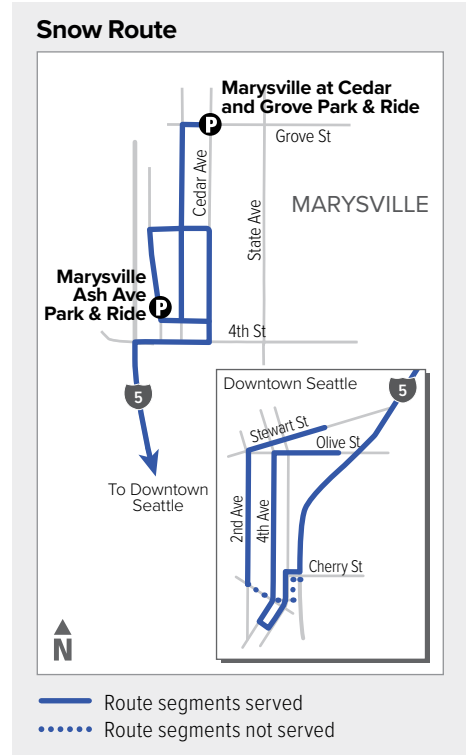 Snow Route
Marysville at Cedar
and Grove Park & Ride
P
Grove St
Cedar Ave
State Ave
MARYSVILLE
Marysville
Ash Ave
Park & Ride
P
4th St
5
To Downtown
Seattle
Downtown Seattle
5
Stewart St
Olive St
2nd Ave
4th Ave
Cherry St
N
Route segments served
Route segments not served